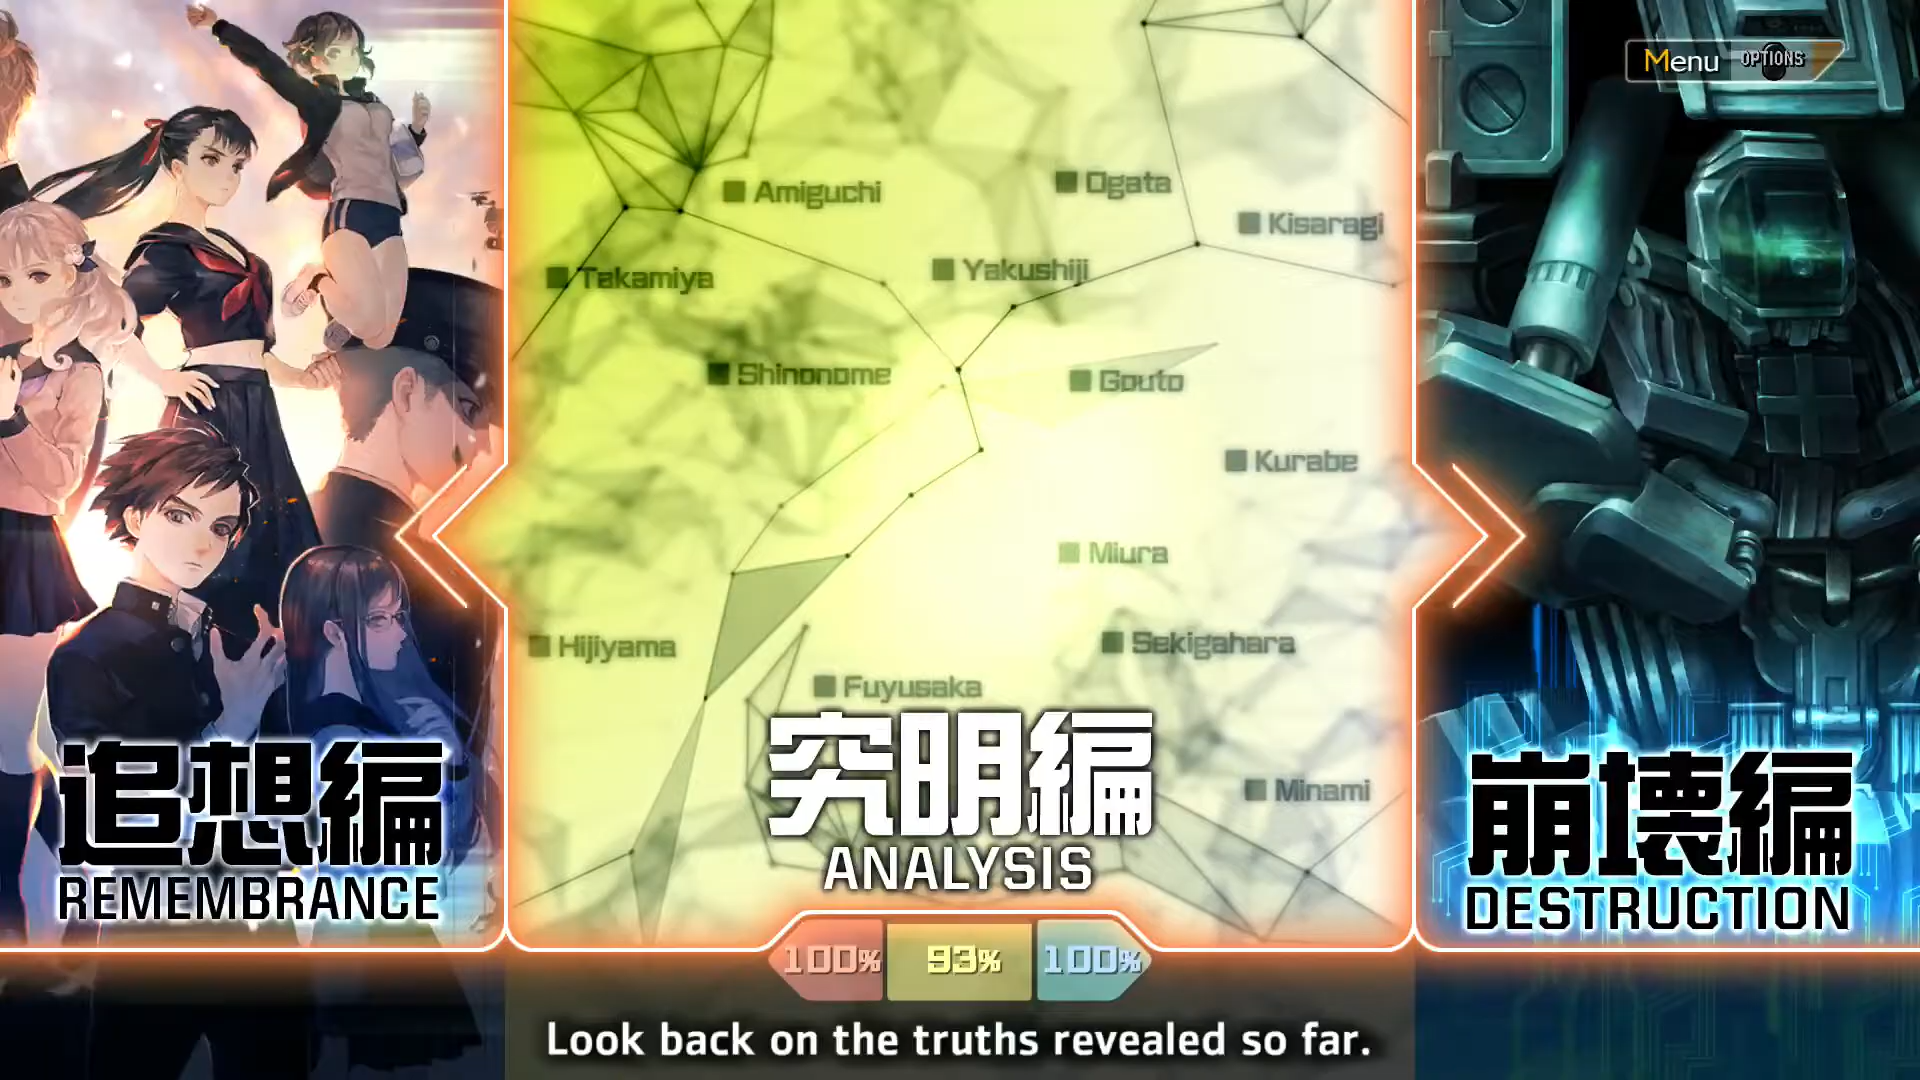 Menu OPTIONS
Amiguchi
Ogata
Kisaragi
Takamiya
Yakushiji
Shinonome
Gouto
Kurabe
Miura
Hijiyama
Sekigahara
Fuyusaka
Minami
追想編
REMEMBRANCE
究明編
ANALYSIS
崩壊編
DESTRUCTION
100% 93% 100%
Look back on the truths revealed so far.